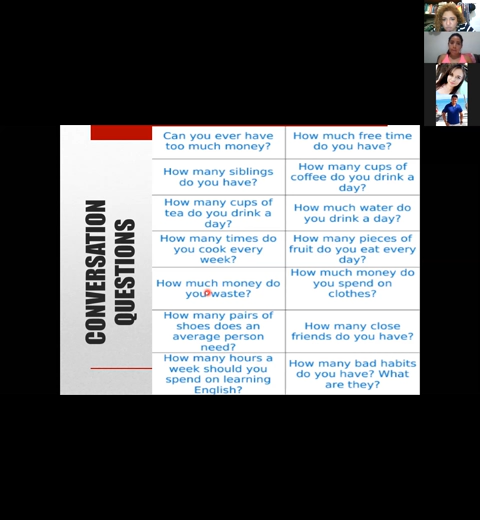 CONVERSATION
QUESTIONS
Can you ever have
too much money?
How much free time
do you have?
How many siblings
do you have?
How many cups of
coffee do you drink a
day?
How many cups of
tea do you drink a
day?
How much water do
you drink a day?
How many times do
you cook every
week?
How many pieces of
fruit do you eat every
day?
How much money do
you waste?
How much money do
you spend on
clothes?
How many pairs of
shoes does an
average person
need?
How many close
friends do you have?
How many hours a
week should you
spend on learning
English?
How many bad habits
do you have? What
are they?